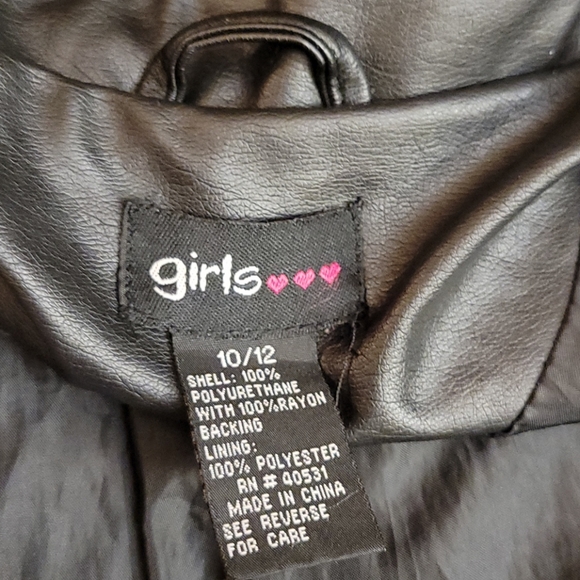 girls
10/12
SHELL: 100%
POLYURETHANE
WITH 100%RAYON
BACKING
LINING:
100% POLYESTER
RN # 40531
MADE IN CHINA
SEE REVERSE
FOR CARE